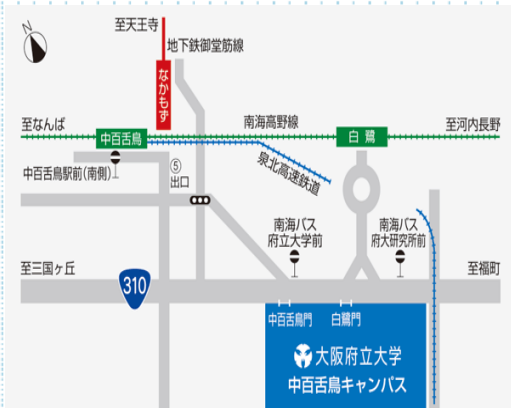 N
至天王寺
地下鉄御堂筋線
なかもず
至なんば
中百舌鳥
南海高野線
白鷺
至河内長野
泉北高速鉄道
中百舌鳥駅前(南側)
⑤
出口
南海バス
府立大学前
南海バス
府大研究所前
至三国ヶ丘
310
至福町
中百舌鳥門
白鷺門
大阪府立大学
中百舌鳥キャンパス